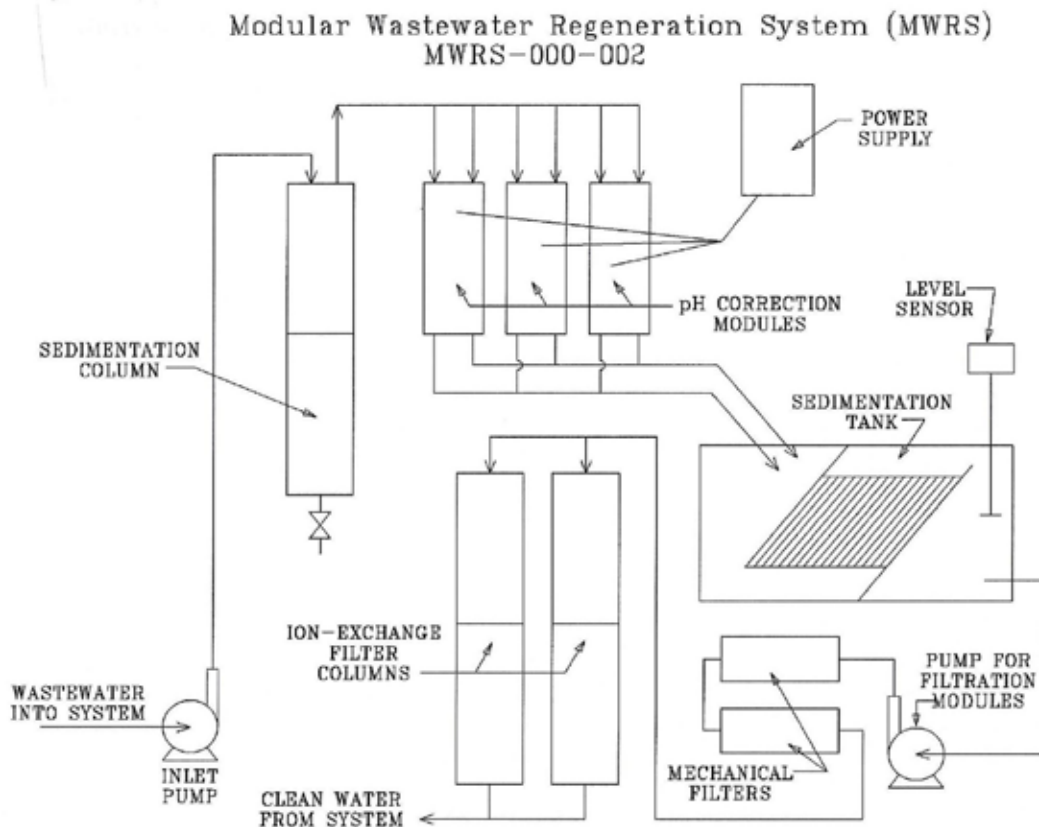 Modular Wastewater Regeneration System (MWRS)
MWRS-000-002
POWER
SUPPLY
pH CORRECTION
MODULES
LEVEL
SENSOR
SEDIMENTATION
COLUMN
SEDIMENTATION
TANK
ION-EXCHANGE
FILTER
COLUMNS
WASTEWATER
INTO SYSTEM
INLET
PUMP
PUMP FOR
FILTRATION
MODULES
MECHANICAL
FILTERS
CLEAN WATER
FROM SYSTEM